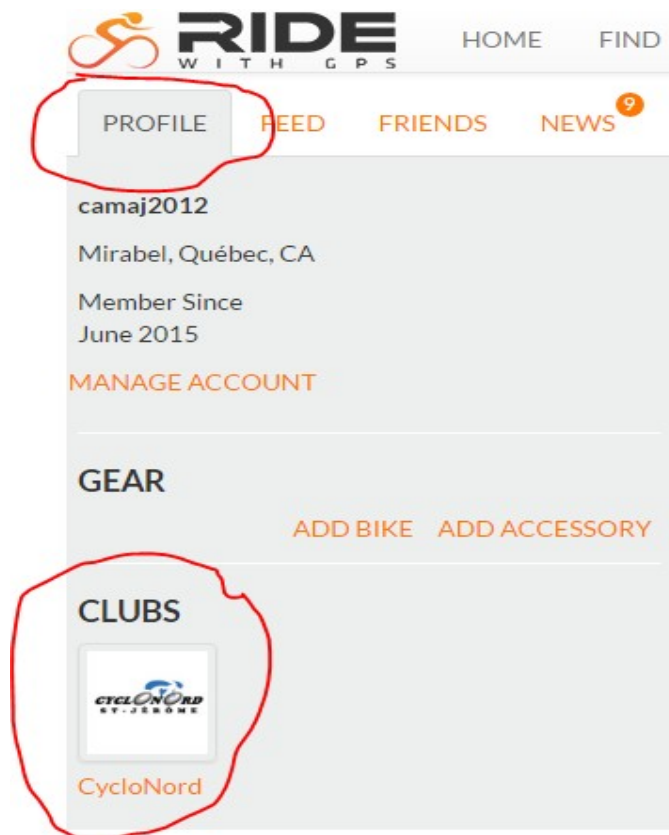 RIDE
WITH GPS
HOME FIND
PROFILE FEED FRIENDS NEWS 9
camaj2012
Mirabel, Québec, CA
Member Since
June 2015
MANAGE ACCOUNT
GEAR
ADD BIKE ADD ACCESSORY
CLUBS
CYCLONORD
ST-JÉRÔME
CycloNord